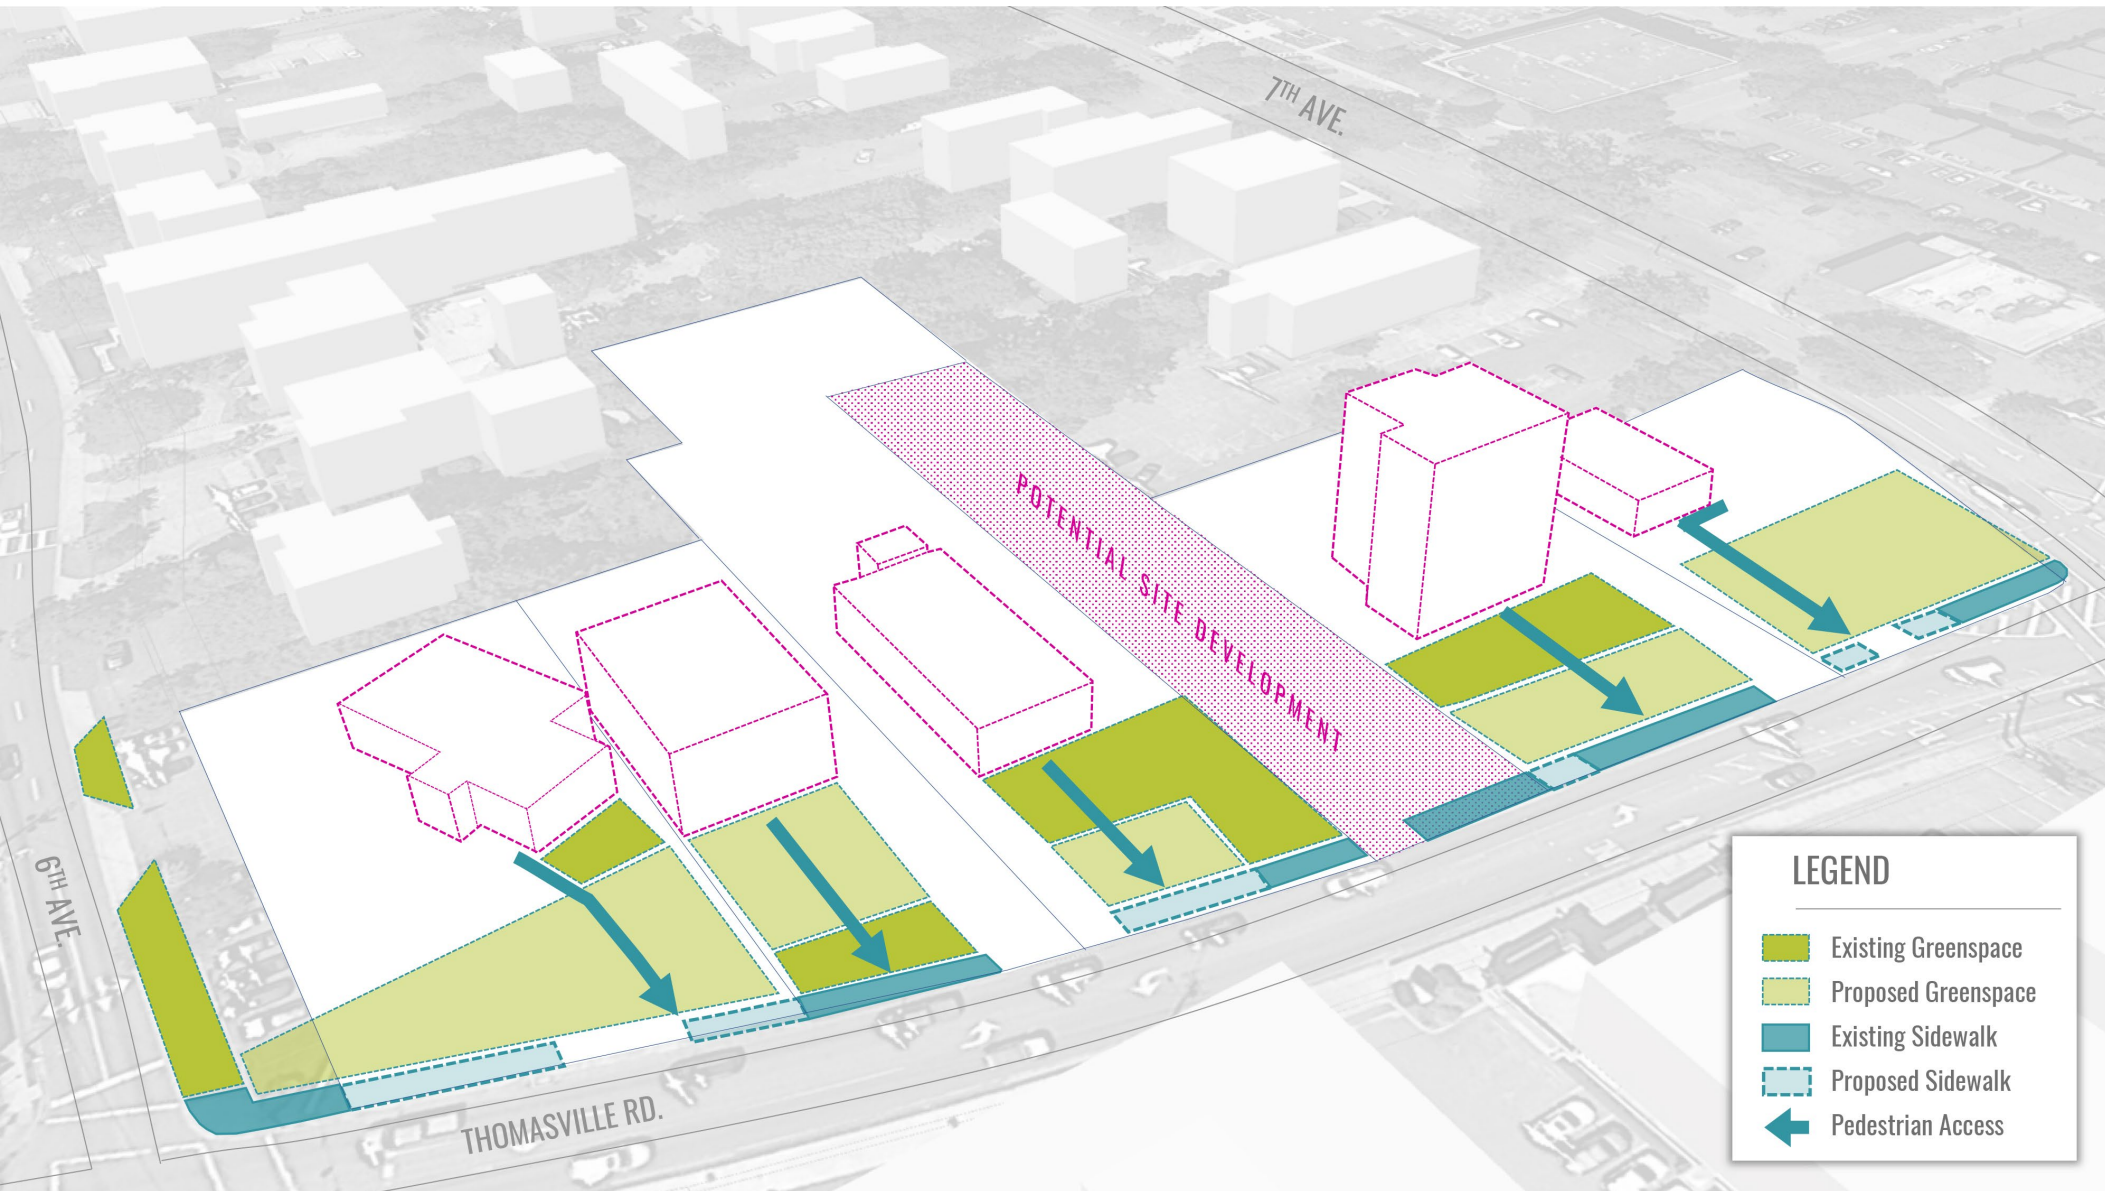 7TH AVE.
POTENTIAL SITE DEVELOPMENT
6TH AVE.
THOMASVILLE RD.
LEGEND
Existing Greenspace
Proposed Greenspace
Existing Sidewalk
Proposed Sidewalk
Pedestrian Access